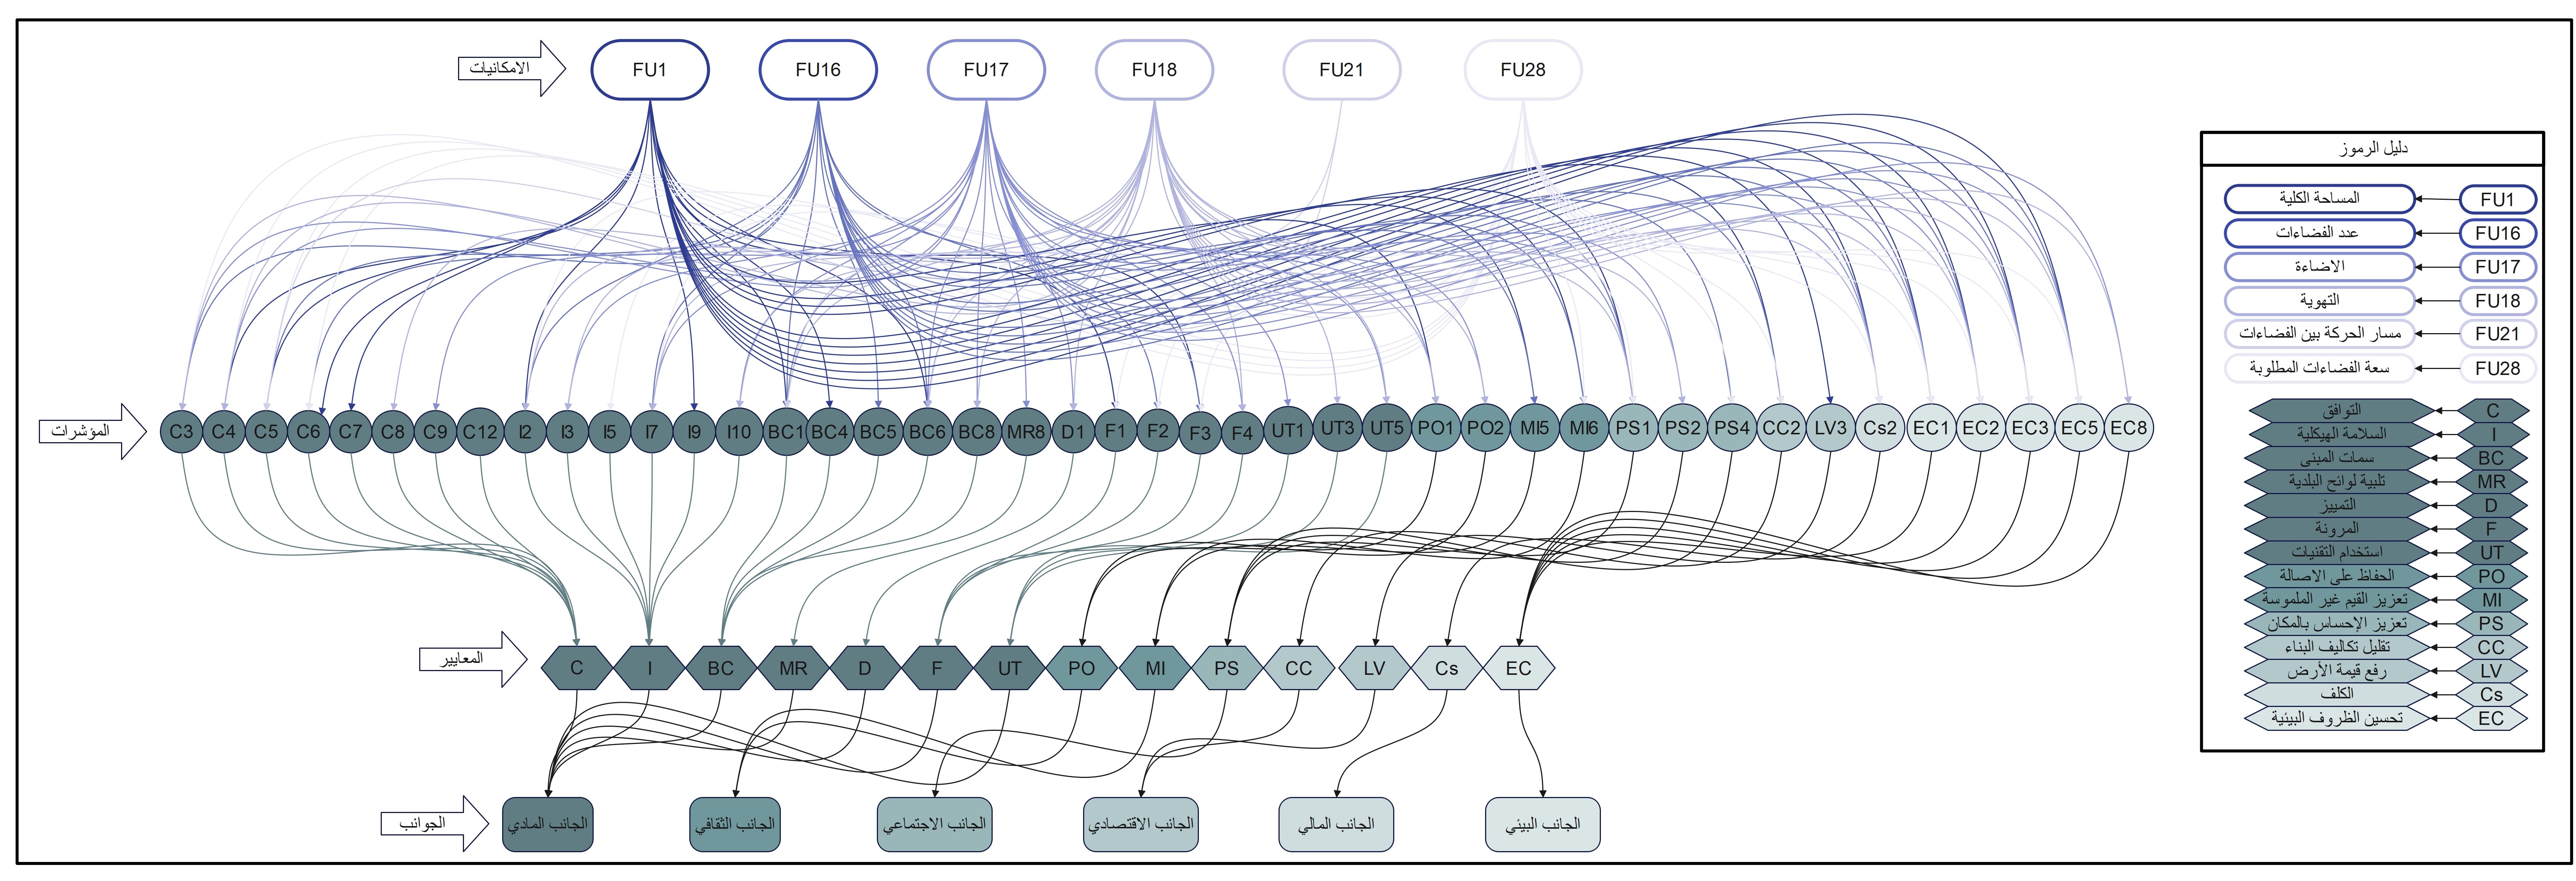 الامكانيات
FU1
FU16
FU17
FU18
FU21
FU28
المؤشرات
C3
C4
C5
C6
C7
C8
C9
C12
I2
I3
I5
I7
I9
I10
BC1
BC4
BC5
BC6
BC8
MR8
D1
F1
F2
F3
F4
UT1
UT3
UT5
PO1
PO2
MI5
MI6
PS1
PS2
PS4
CC2
LV3
Cs2
EC1
EC2
EC3
EC5
EC8
المعايير
C
I
BC
MR
D
F
UT
PO
MI
PS
CC
LV
Cs
EC
الجوانب
الجانب المادي
الجانب الثقافي
الجانب الاجتماعي
الجانب الاقتصادي
الجانب المالي
الجانب البيئي
دليل الرموز
FU1 المساحة الكلية
FU16 عدد الفضاءات
FU17 الاضاءة
FU18 التهوية
FU21 مسار الحركة بين الفضاءات
FU28 سعة الفضاءات المطلوبة
C التوافق
I السلامة الهيكلية
BC سمات المبنى
MR تلبية لوائح البلدية
D التمييز
F المرونة
UT استخدام التقنيات
PO الحفاظ على الاصالة
MI تعزيز القيم غير الملموسة
PS تعزيز الإحساس بالمكان
CC تقليل تكاليف البناء
LV رفع قيمة الأرض
Cs الكلف
EC تحسين الظروف البيئية